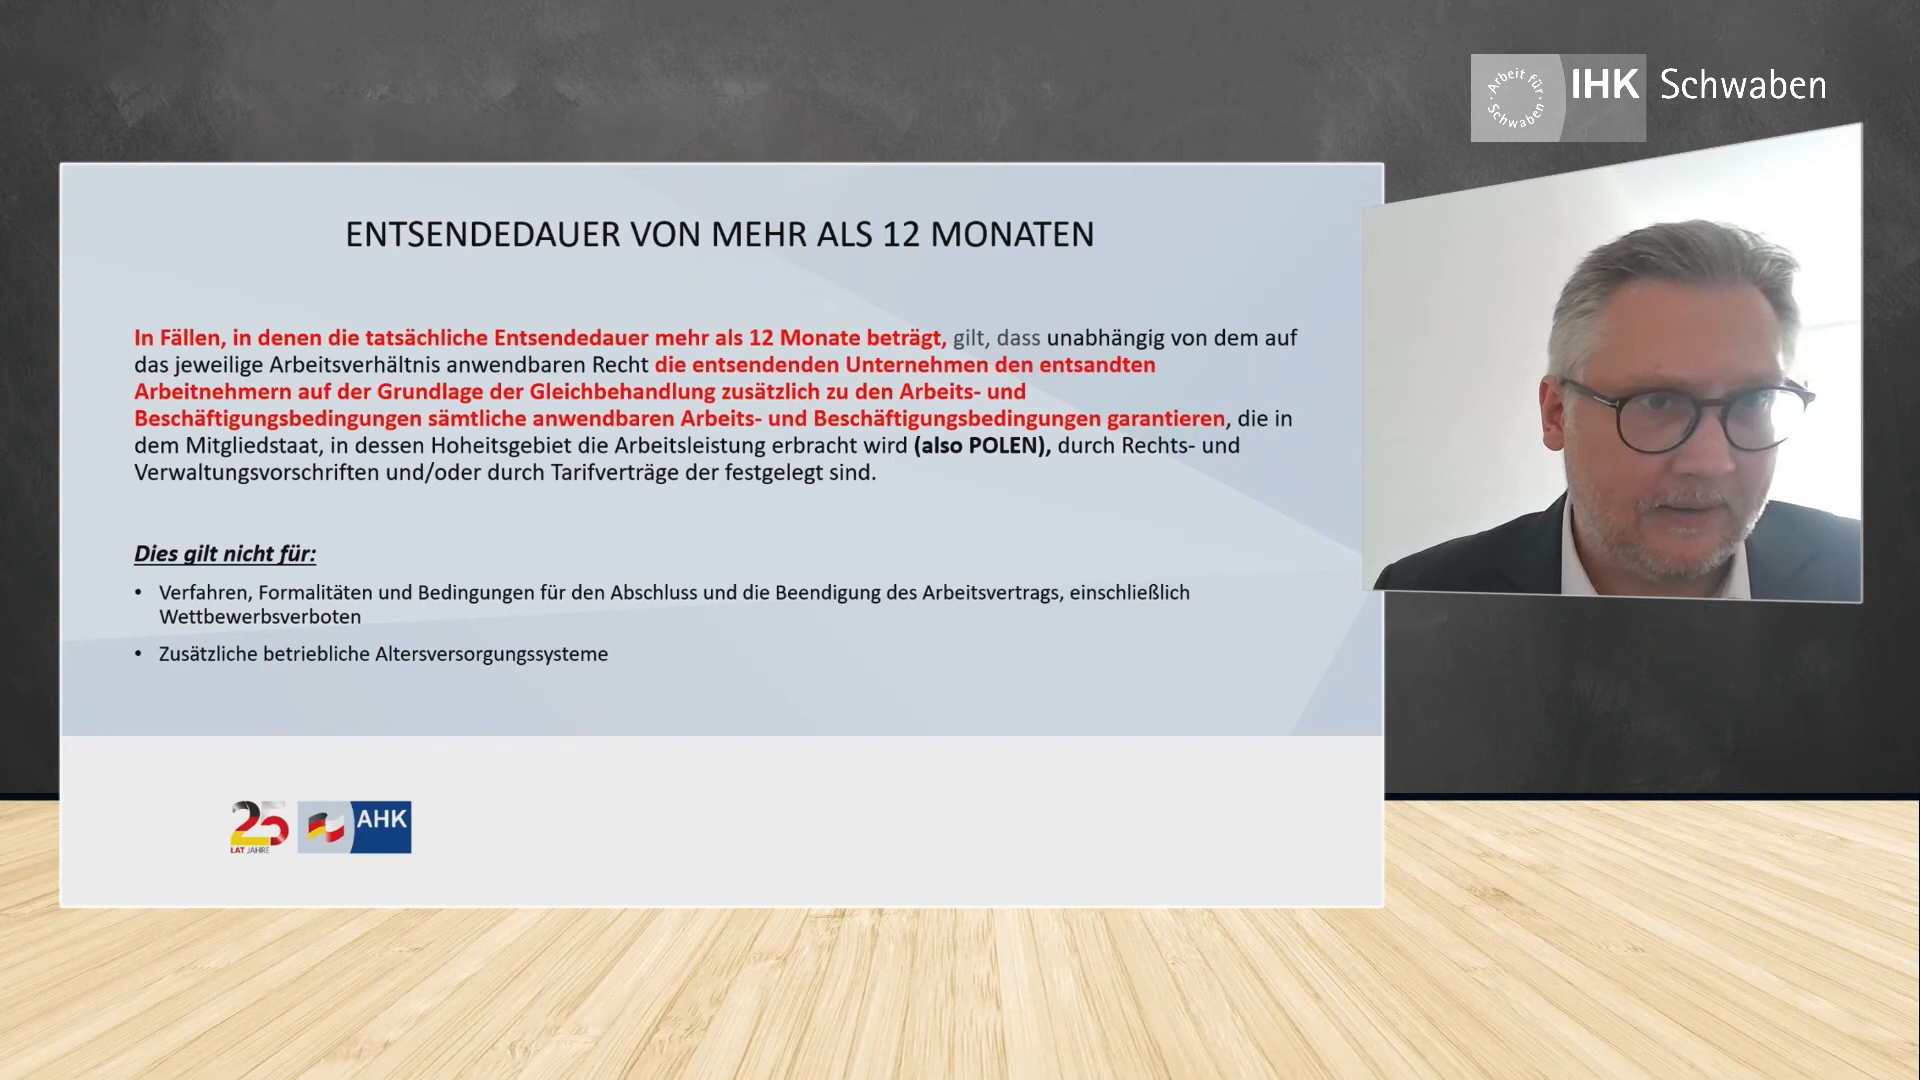 Arbeit für Schwaben
IHK Schwaben
ENTSENDEDAUER VON MEHR ALS 12 MONATEN
In Fällen, in denen die tatsächliche Entsendedauer mehr als 12 Monate beträgt, gilt, dass unabhängig von dem auf
das jeweilige Arbeitsverhältnis anwendbaren Recht die entsendenden Unternehmen den entsandten
Arbeitnehmern auf der Grundlage der Gleichbehandlung zusätzlich zu den Arbeits- und
Beschäftigungsbedingungen sämtliche anwendbaren Arbeits- und Beschäftigungsbedingungen garantieren, die in
dem Mitgliedstaat, in dessen Hoheitsgebiet die Arbeitsleistung erbracht wird (also POLEN), durch Rechts- und
Verwaltungsvorschriften und/oder durch Tarifverträge der festgelegt sind.
Dies gilt nicht für:
• Verfahren, Formalitäten und Bedingungen für den Abschluss und die Beendigung des Arbeitsvertrags, einschließlich
Wettbewerbsverboten
• Zusätzliche betriebliche Altersversorgungssysteme
25
LAT JAHRE
AHK